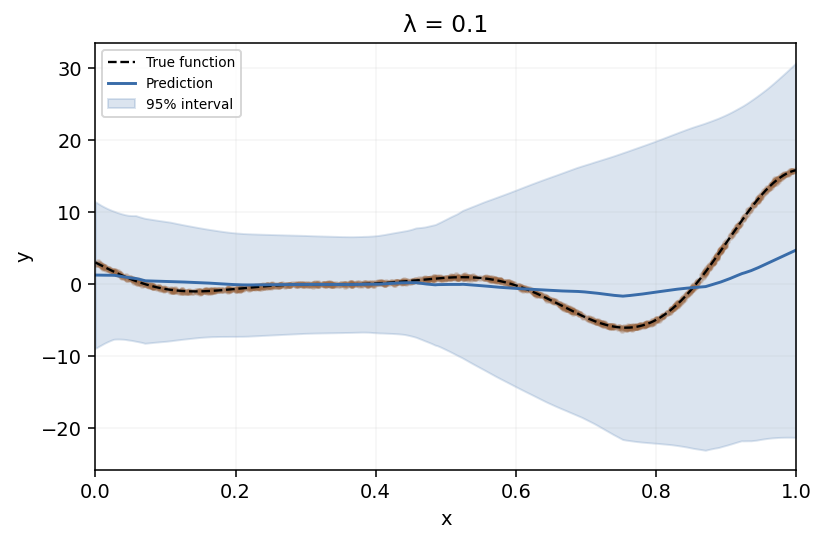 λ = 0.1
True function
Prediction
95% interval
y
30
20
10
0
−10
−20
0.0 0.2 0.4 0.6 0.8 1.0
x